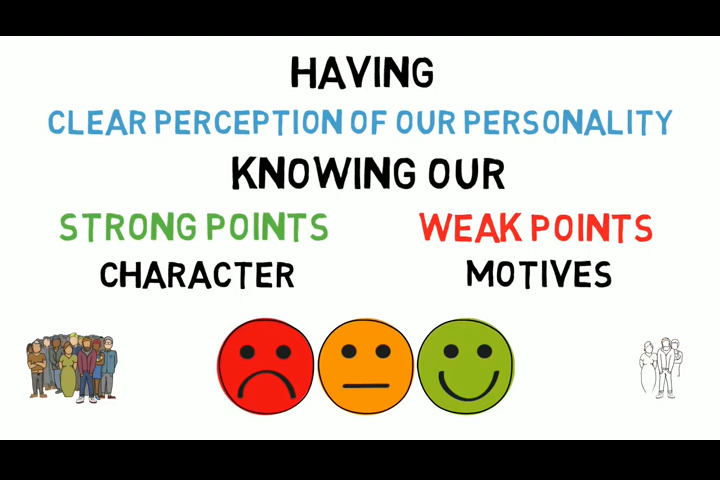 HAVING
CLEAR PERCEPTION OF OUR PERSONALITY
KNOWING OUR
STRONG POINTS WEAK POINTS
CHARACTER MOTIVES